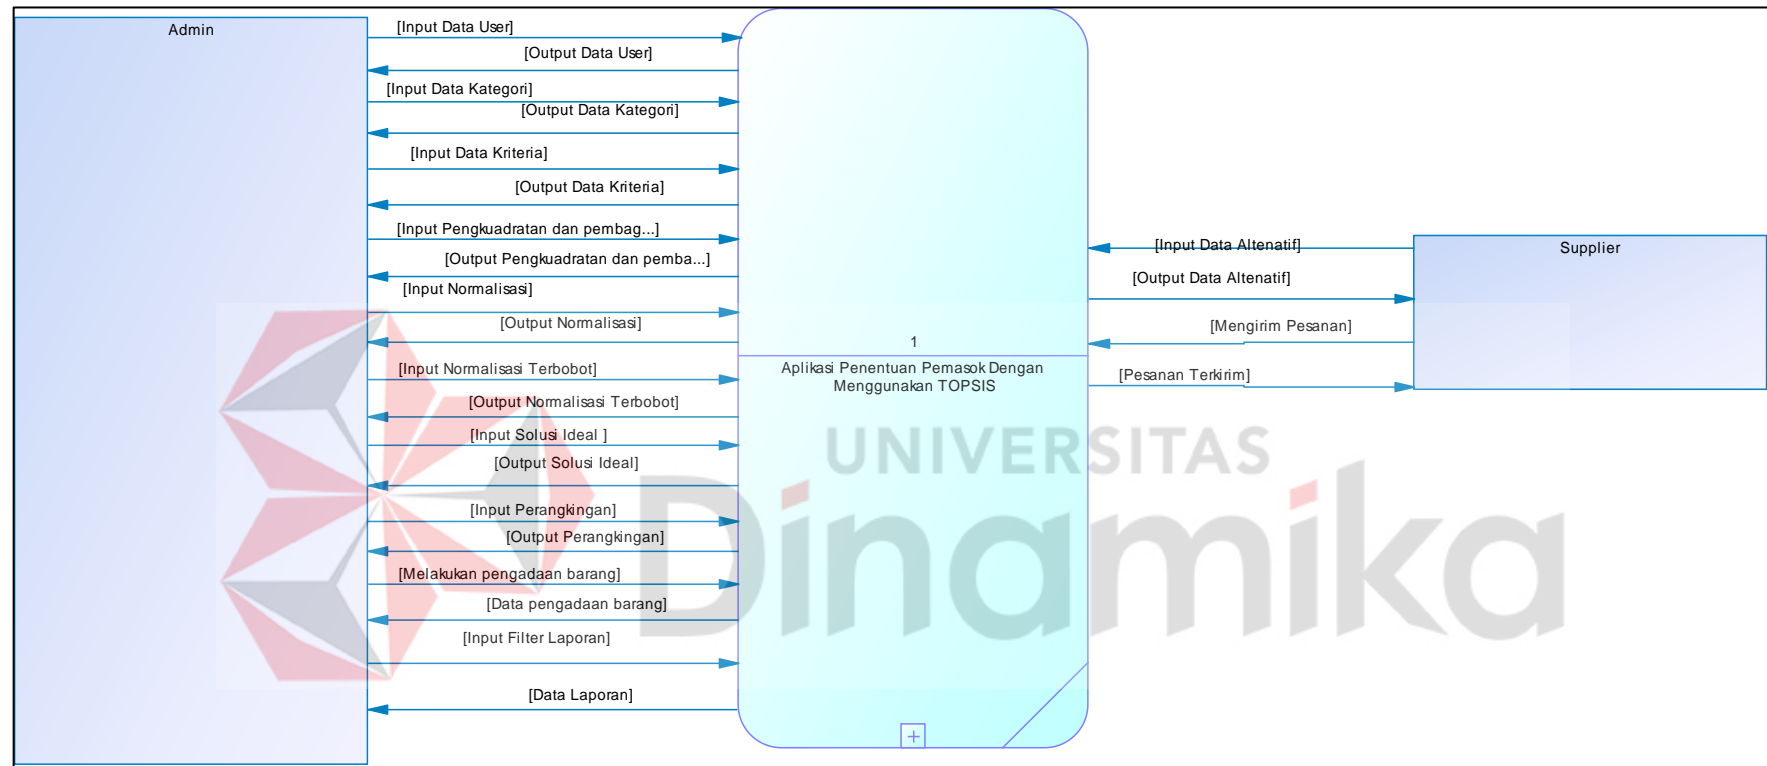 Admin
[Input Data User]
[Output Data User]
[Input Data Kategori]
[Output Data Kategori]
[Input Data Kriteria]
[Output Data Kriteria]
[Input Pengkuadratan dan pembag...]
[Output Pengkuadratan dan pemba...]
[Input Normalisasi]
[Output Normalisasi]
[Input Normalisasi Terbobot]
[Output Normalisasi Terbobot]
[Input Solusi Ideal ]
[Output Solusi Ideal]
[Input Perangkingan]
[Output Perangkingan]
[Melakukan pengadaan barang]
[Data pengadaan barang]
[Input Filter Laporan]
[Data Laporan]
1
Aplikasi Penentuan Pemasok Dengan
Menggunakan TOPSIS
[Input Data Altenatif]
[Output Data Altenatif]
[Mengirim Pesanan]
[Pesanan Terkirim]
Supplier
UNIVERSITAS
Dinamika